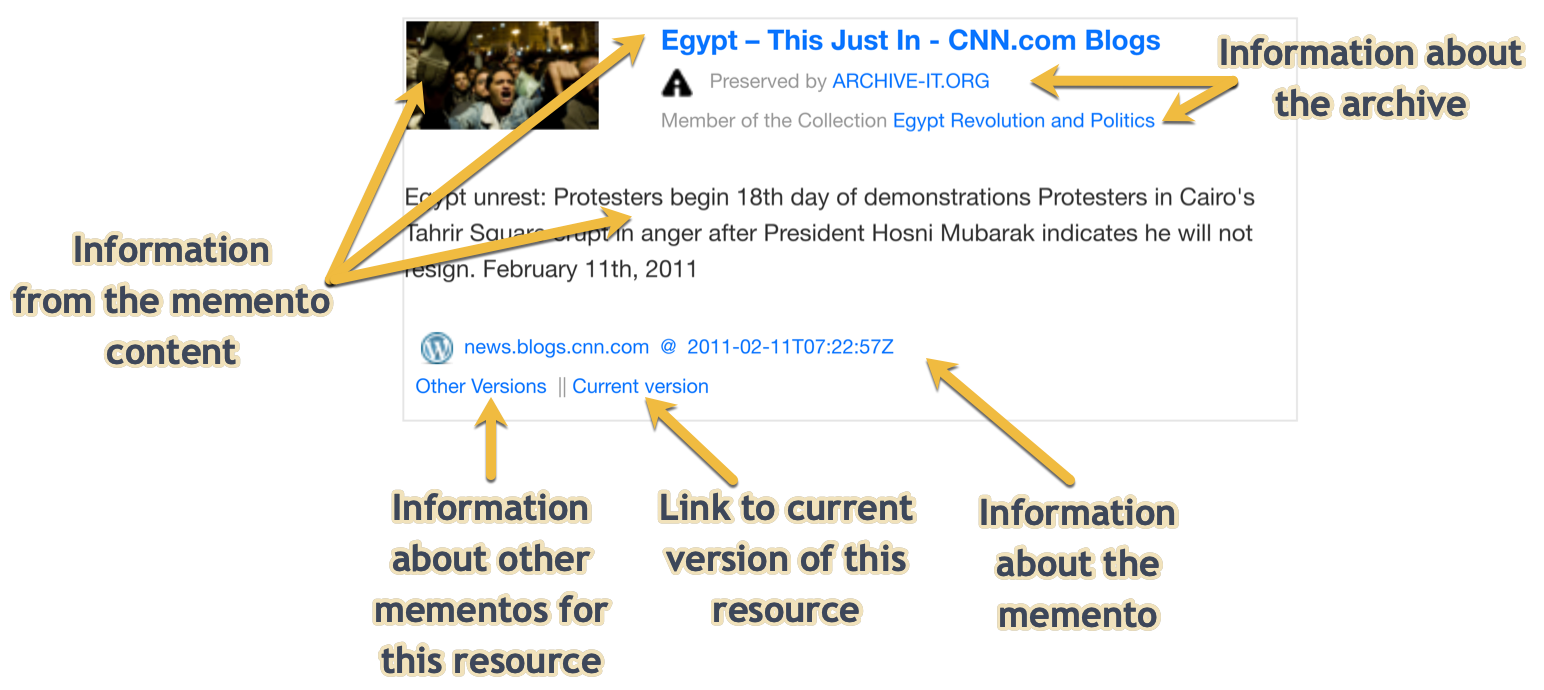 Egypt – This Just In - CNN.com Blogs
Preserved by ARCHIVE-IT.ORG
Member of the Collection Egypt Revolution and Politics
Information about
the archive
Egypt unrest: Protesters begin 18th day of demonstrations Protesters in Cairo's
Tahrir Square erupt in anger after President Hosni Mubarak indicates he will not
resign. February 11th, 2011
Information
from the memento
content
news.blogs.cnn.com @ 2011-02-11T07:22:57Z
Other Versions || Current version
Information
about other
mementos for
this resource
Link to current
version of this
resource
Information
about the
memento